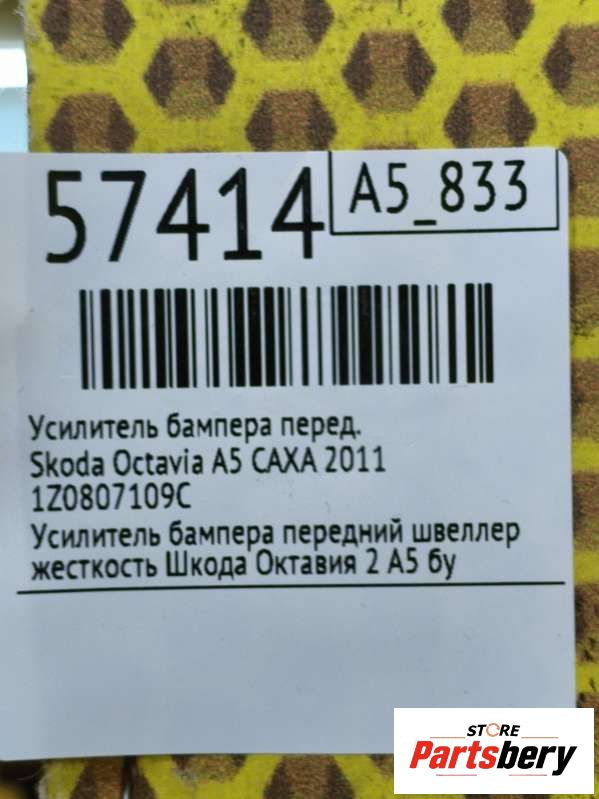 57414
A5_833
Усилитель бампера перед.
Skoda Octavia A5 CAXA 2011
1Z0807109C
Усилитель бампера передний швеллер
жесткость Шкода Октавия 2 А5 бу
STORE
Partsbery